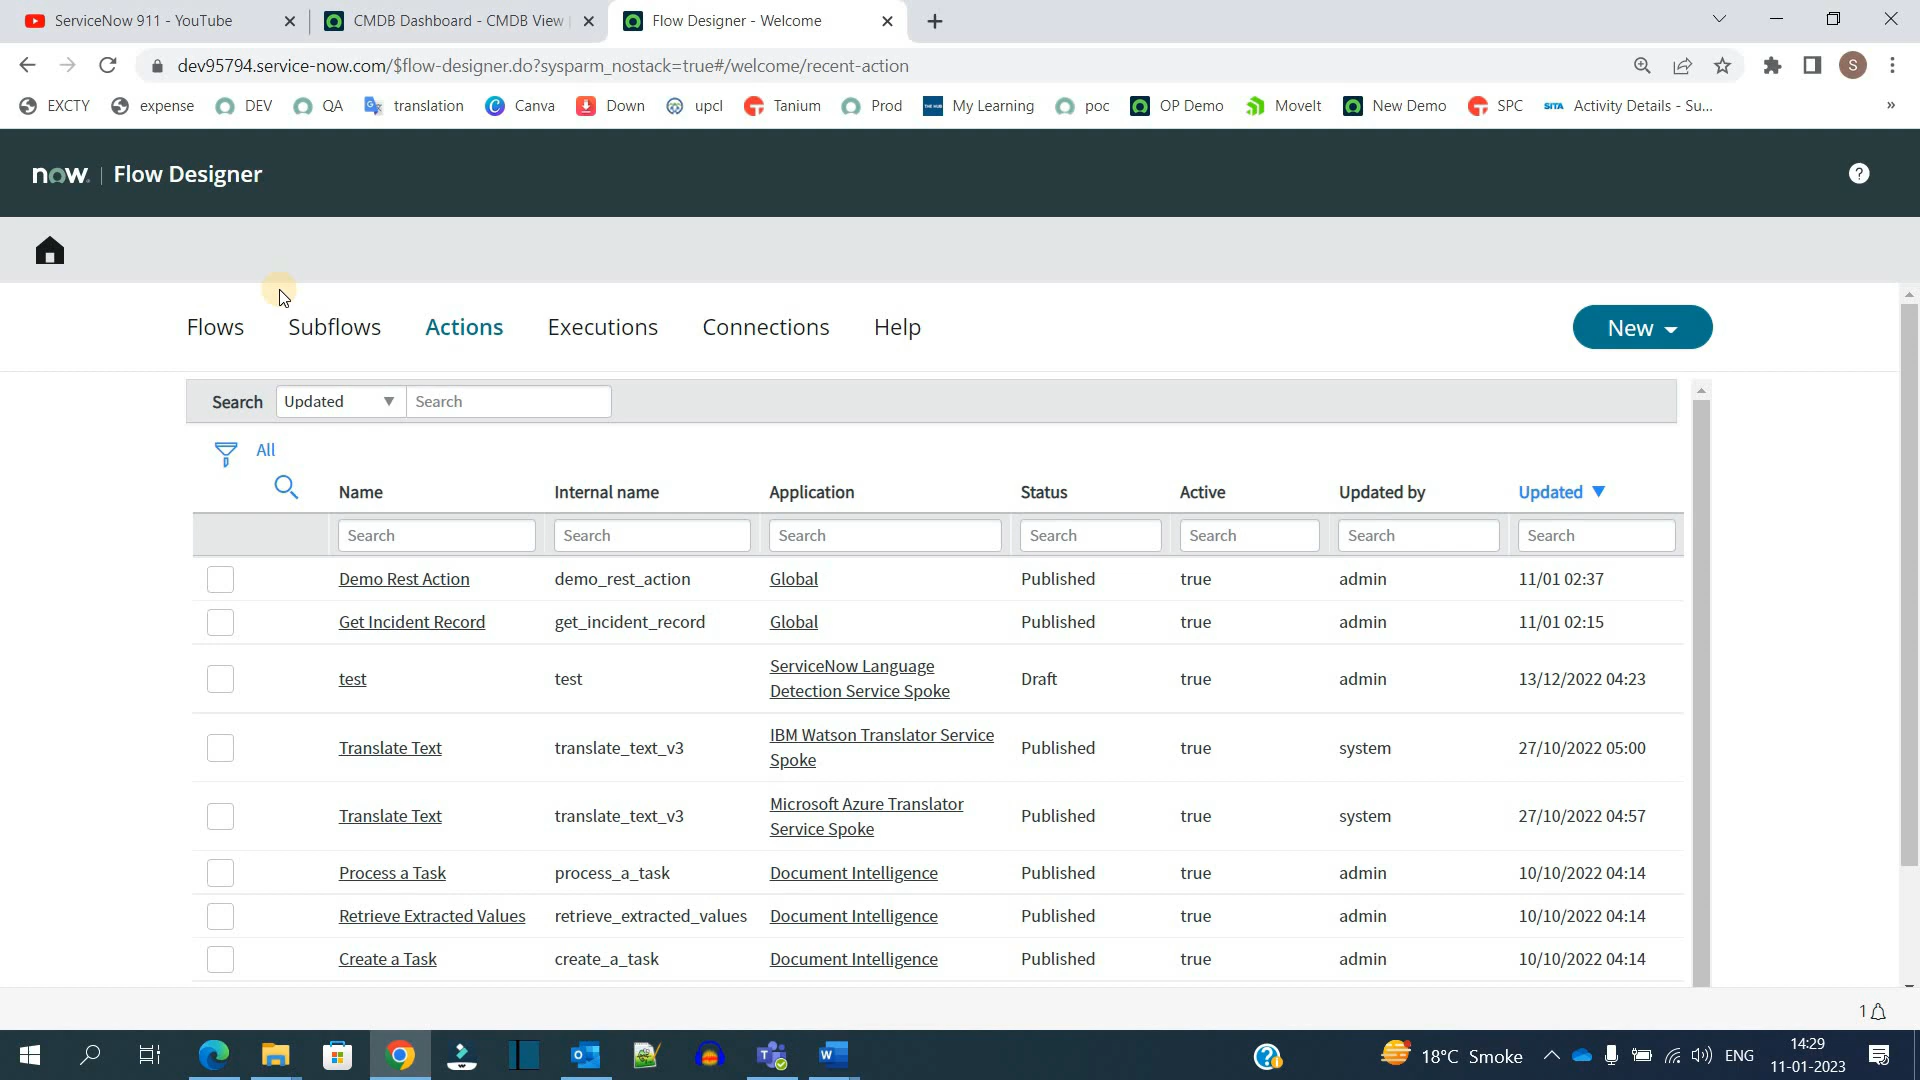 ServiceNow 911 - YouTube
CMDB Dashboard - CMDB View
Flow Designer - Welcome
dev95794.service-now.com/$flow-designer.do?sysparm_nostack=true#/welcome/recent-action
S
EXCTY expense DEV QA translation Canva Down upcl Tanium Prod My Learning poc OP Demo MoveIt New Demo SPC SITA Activity Details - Su... »
now. | Flow Designer ?
Flows Subflows Actions Executions Connections Help New
Search Updated Search
All
Name Internal name Application Status Active Updated by Updated
Search Search Search Search Search Search Search
Demo Rest Action demo_rest_action Global Published true admin 11/01 02:37
Get Incident Record get_incident_record Global Published true admin 11/01 02:15
test test ServiceNow Language Draft true admin 13/12/2022 04:23
Detection Service Spoke
Translate Text translate_text_v3 IBM Watson Translator Service Published true system 27/10/2022 05:00
Spoke
Translate Text translate_text_v3 Microsoft Azure Translator Published true system 27/10/2022 04:57
Service Spoke
Process a Task process_a_task Document Intelligence Published true admin 10/10/2022 04:14
Retrieve Extracted Values retrieve_extracted_values Document Intelligence Published true admin 10/10/2022 04:14
Create a Task create_a_task Document Intelligence Published true admin 10/10/2022 04:14
1
18°C Smoke ENG 14:29
11-01-2023